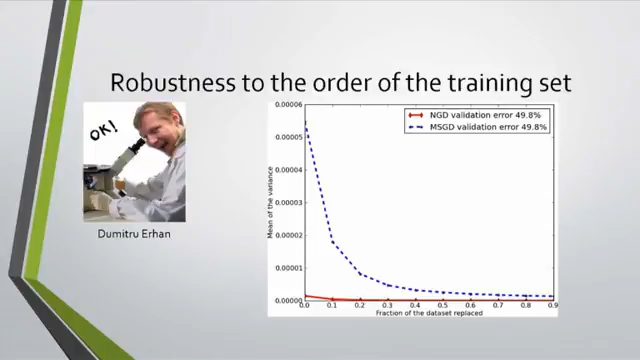 Robustness to the order of the training set
OK!
Dumitru Erhan
NGD validation error 49.8%
MSGD validation error 49.8%
Mean of the variance
0.00006
0.00005
0.00004
0.00003
0.00002
0.00001
0.00000
0.0 0.1 0.2 0.3 0.4 0.5 0.6 0.7 0.8 0.9
Fraction of the dataset replaced